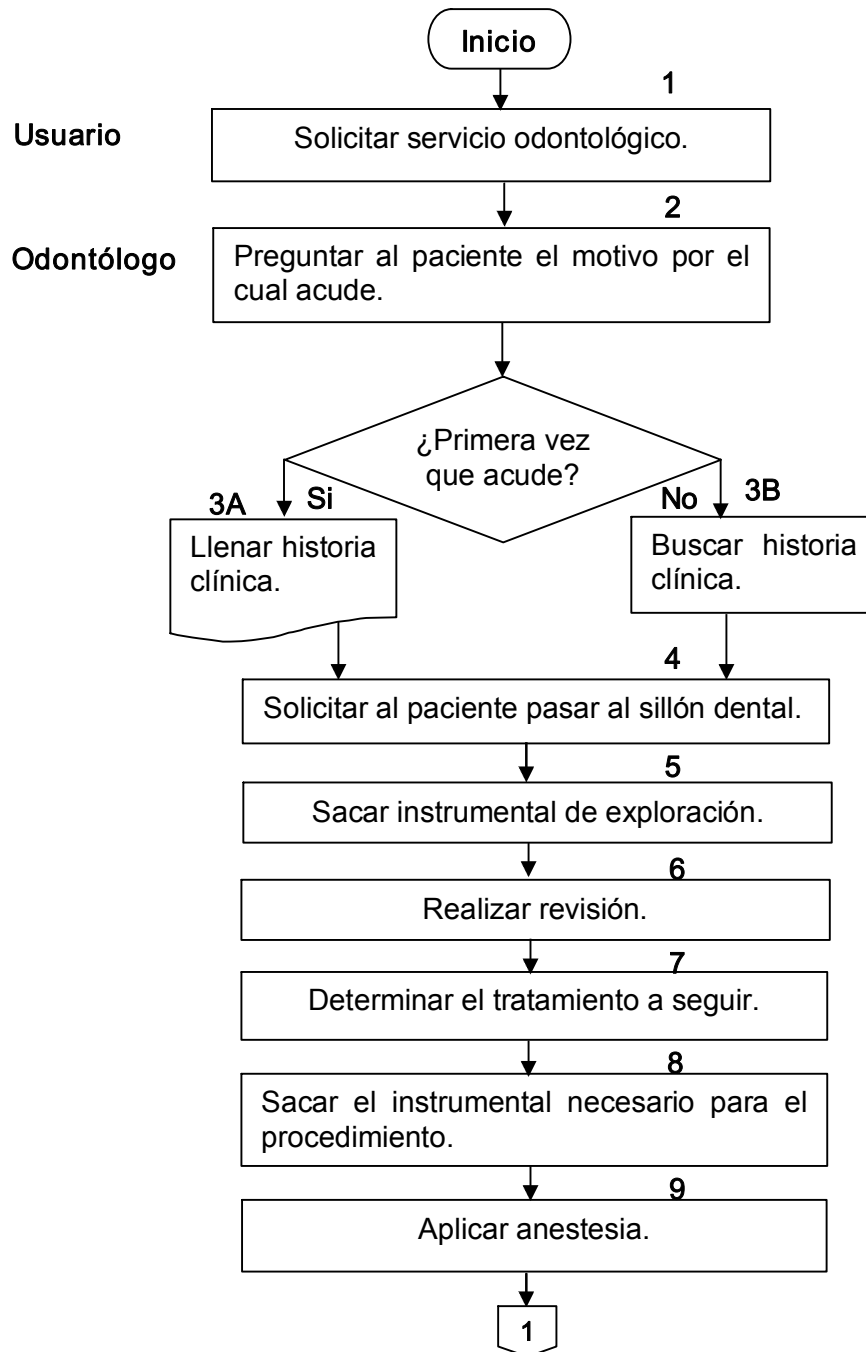 Inicio
1
Usuario
Solicitar servicio odontológico.
2
Odontólogo
Preguntar al paciente el motivo por el
cual acude.
¿Primera vez
que acude?
3A
Si
No
3B
Llenar historia
clínica.
Buscar historia
clínica.
4
Solicitar al paciente pasar al sillón dental.
5
Sacar instrumental de exploración.
6
Realizar revisión.
7
Determinar el tratamiento a seguir.
8
Sacar el instrumental necesario para el
procedimiento.
9
Aplicar anestesia.
1